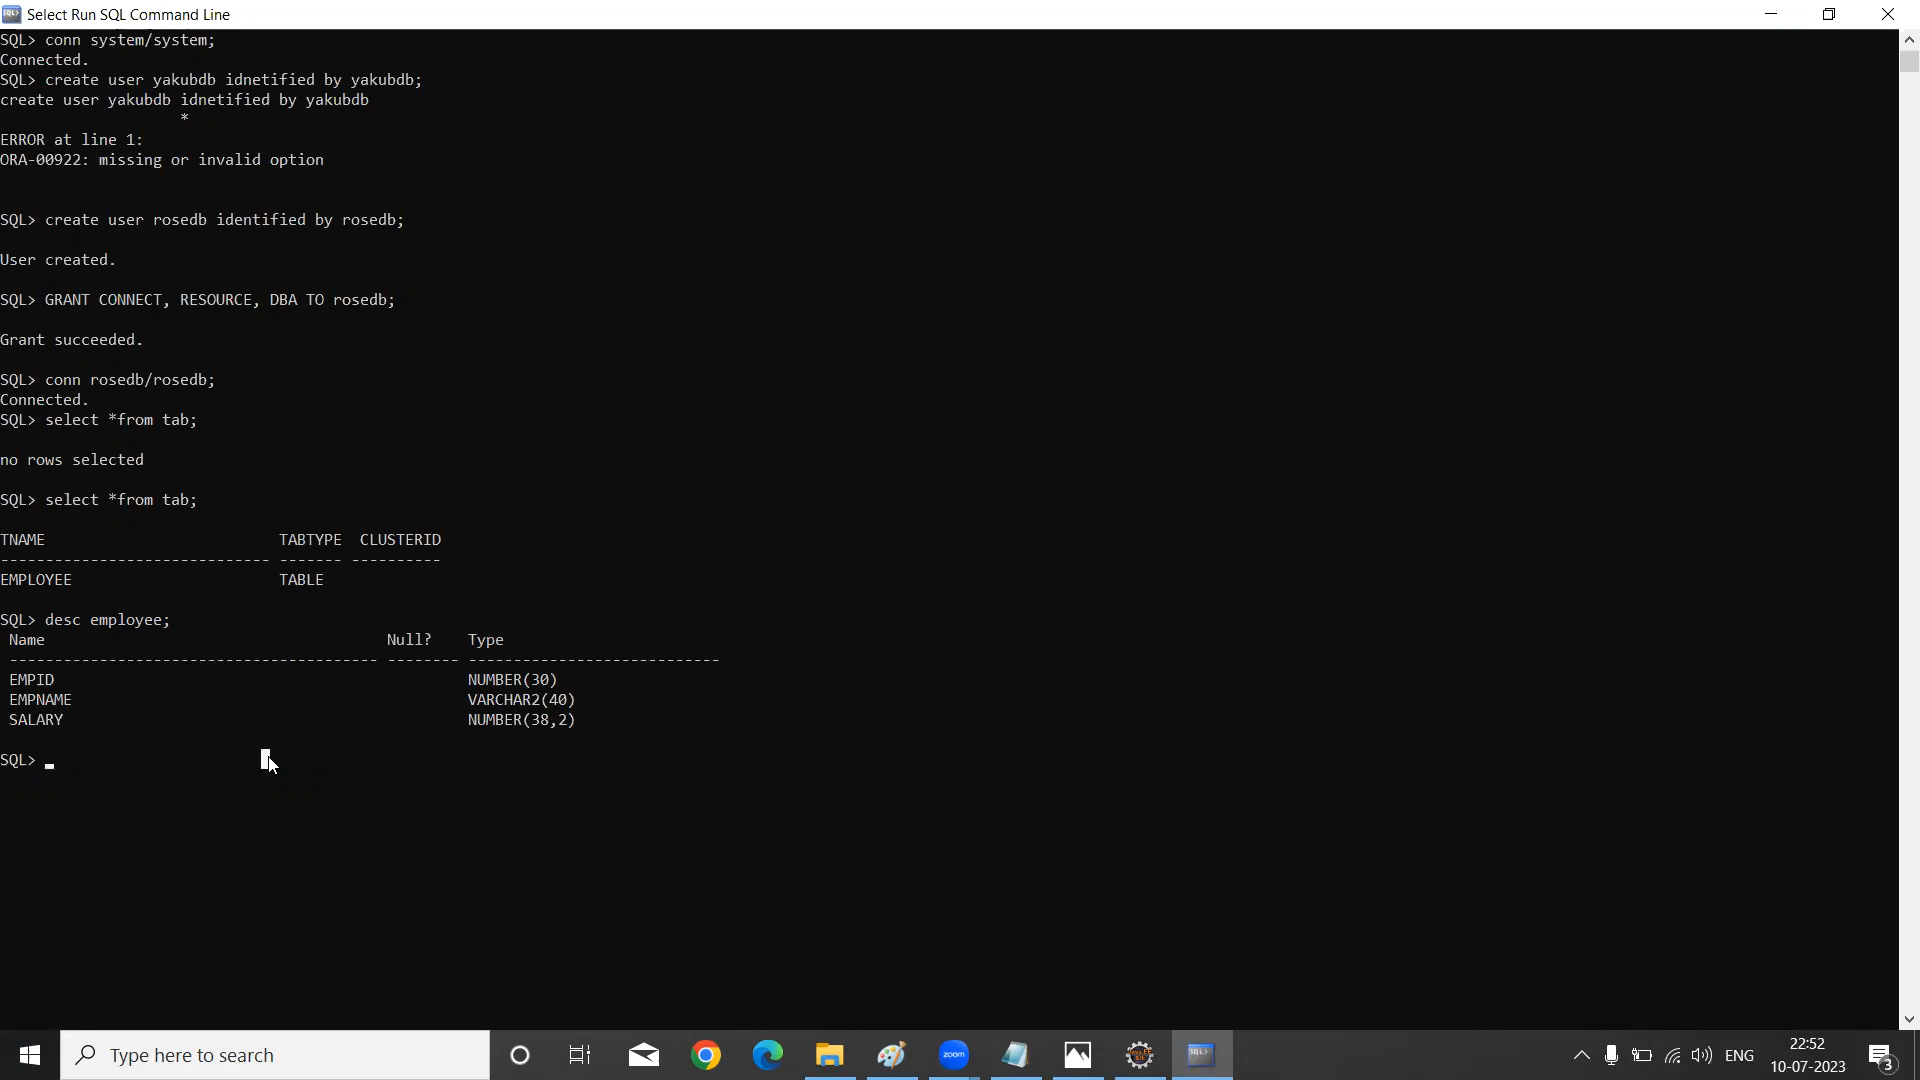 Select Run SQL Command Line
SQL> conn system/system;
Connected.
SQL> create user yakubdb idnetified by yakubdb;
create user yakubdb idnetified by yakubdb
*
ERROR at line 1:
ORA-00922: missing or invalid option
SQL> create user rosedb identified by rosedb;
User created.
SQL> GRANT CONNECT, RESOURCE, DBA TO rosedb;
Grant succeeded.
SQL> conn rosedb/rosedb;
Connected.
SQL> select *from tab;
no rows selected
SQL> select *from tab;
TNAME                          TABTYPE  CLUSTERID
------------------------------ ------- ----------
EMPLOYEE                       TABLE
SQL> desc employee;
Name                                      Null?    Type
----------------------------------------- -------- ----------------------------
EMPID                                              NUMBER(30)
EMPNAME                                            VARCHAR2(40)
SALARY                                             NUMBER(38,2)
SQL> _
Type here to search
zoom
SQL>
ENG
22:52
10-07-2023
3